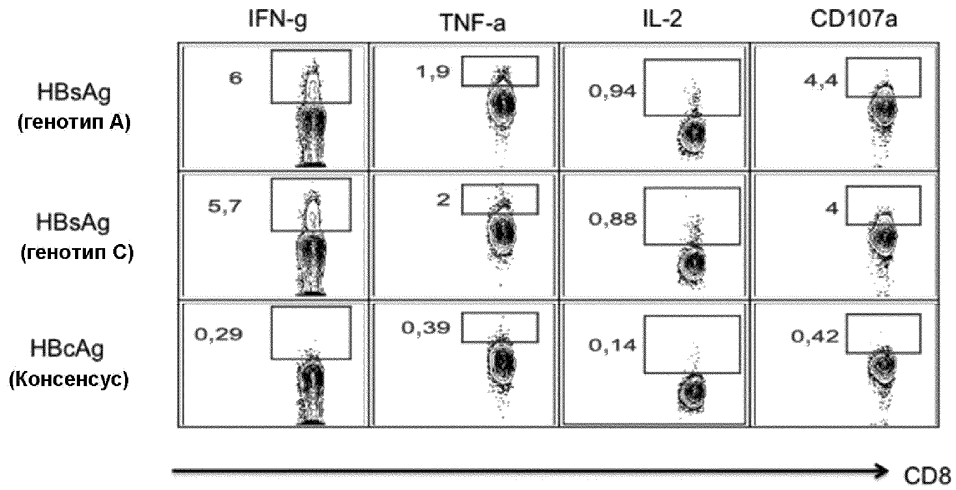 IFN-g TNF-a IL-2 CD107a
HBsAg
(генотип А)
6 1,9 0,94 4,4
HBsAg
(генотип С)
5,7 2 0,88 4
HBcAg
(Консенсус)
0,29 0,39 0,14 0,42
CD8